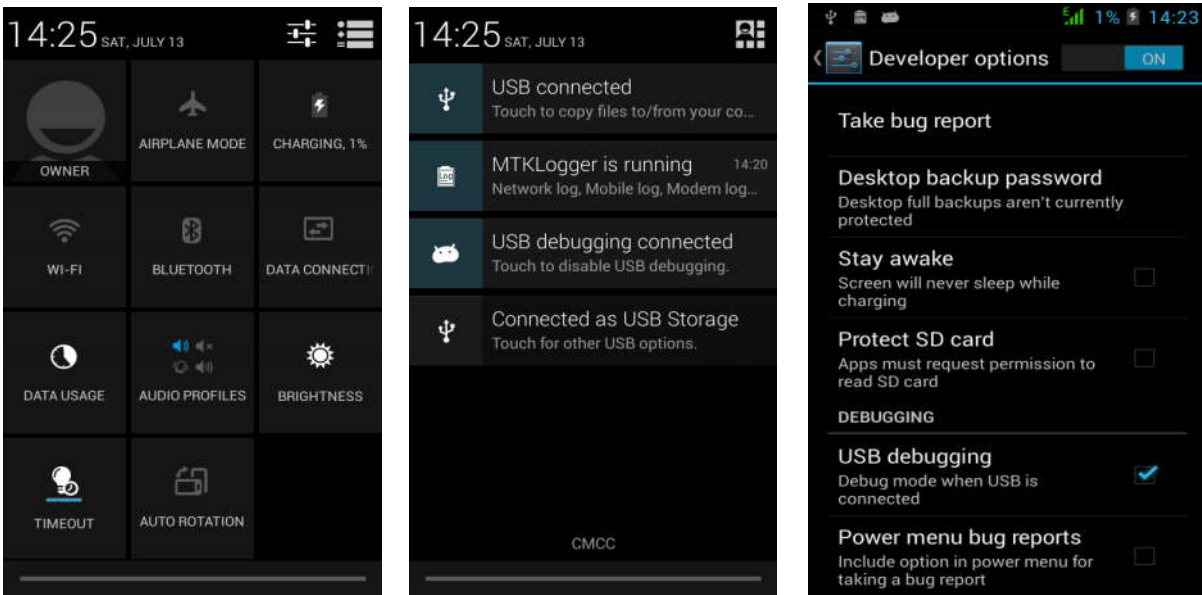 14:25 SAT, JULY 13
OWNER
AIRPLANE MODE
CHARGING, 1%
WI-FI
BLUETOOTH
DATA CONNECTI
DATA USAGE
AUDIO PROFILES
BRIGHTNESS
TIMEOUT
AUTO ROTATION
14:25 SAT, JULY 13
USB connected
Touch to copy files to/from your co...
MTKLogger is running 14:20
Network log, Mobile log, Modem log...
USB debugging connected
Touch to disable USB debugging.
Connected as USB Storage
Touch for other USB options.
CMCC
E 1% 14:23
Developer options ON
Take bug report
Desktop backup password
Desktop full backups aren't currently
protected
Stay awake
Screen will never sleep while
charging
Protect SD card
Apps must request permission to
read SD card
DEBUGGING
USB debugging
Debug mode when USB is
connected
Power menu bug reports
Include option in power menu for
taking a bug report